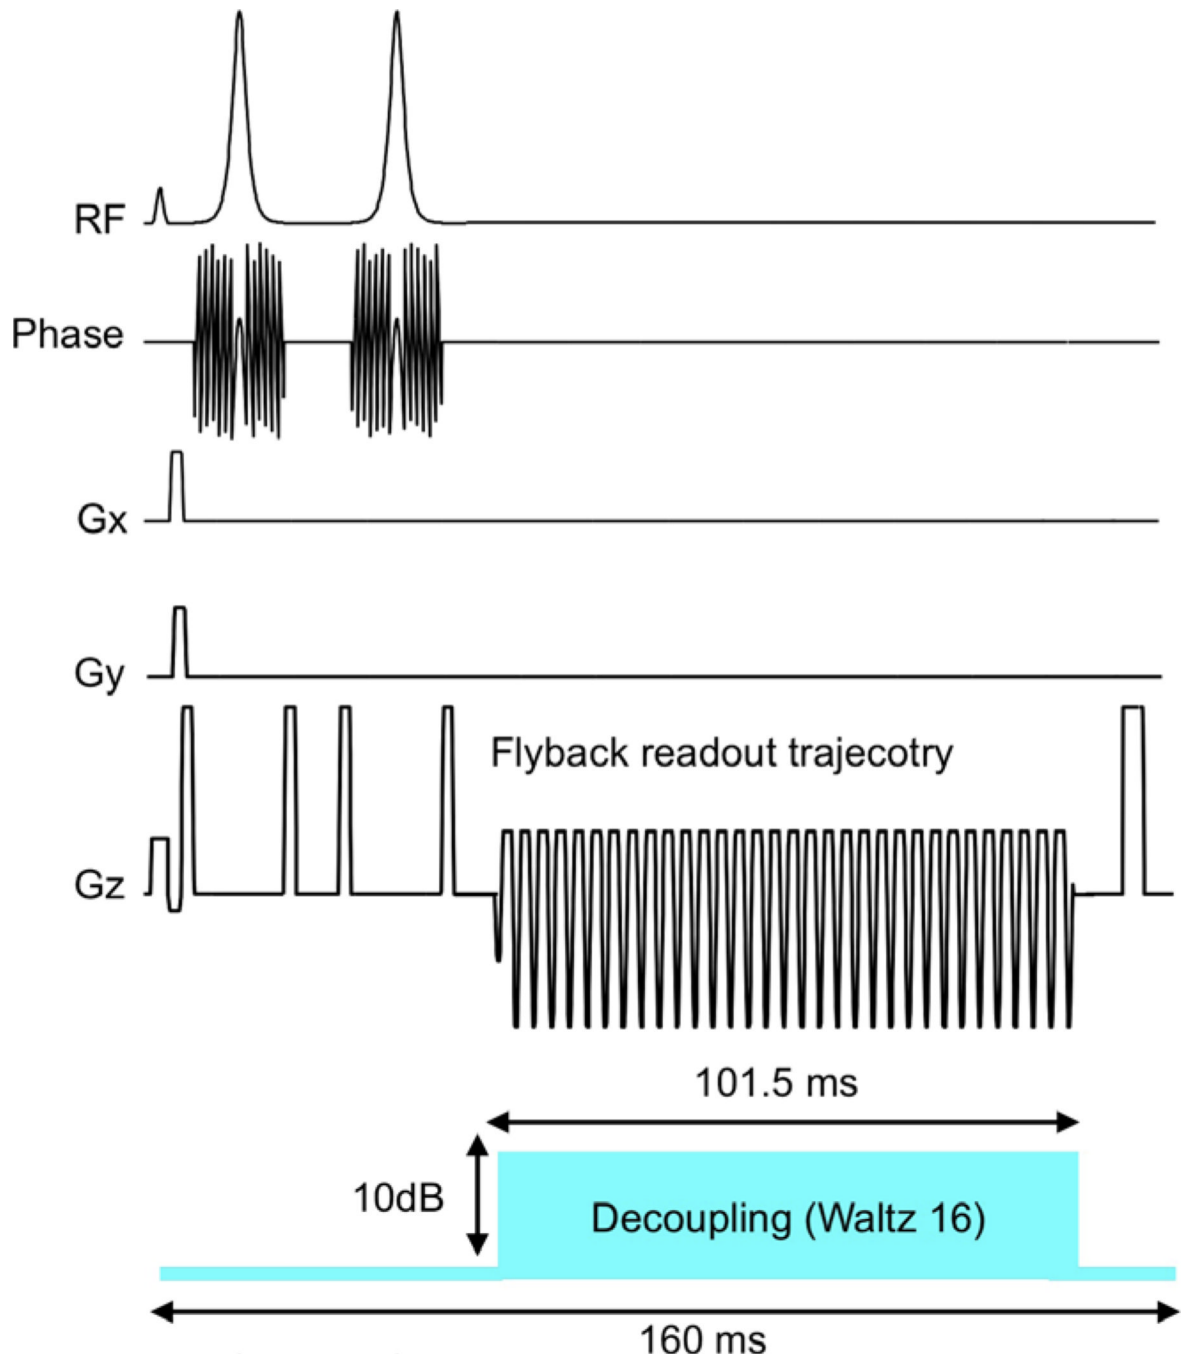 RF
Phase
Gx
Gy
Flyback readout trajecotry
Gz
101.5 ms
10dB
Decoupling (Waltz 16)
160 ms